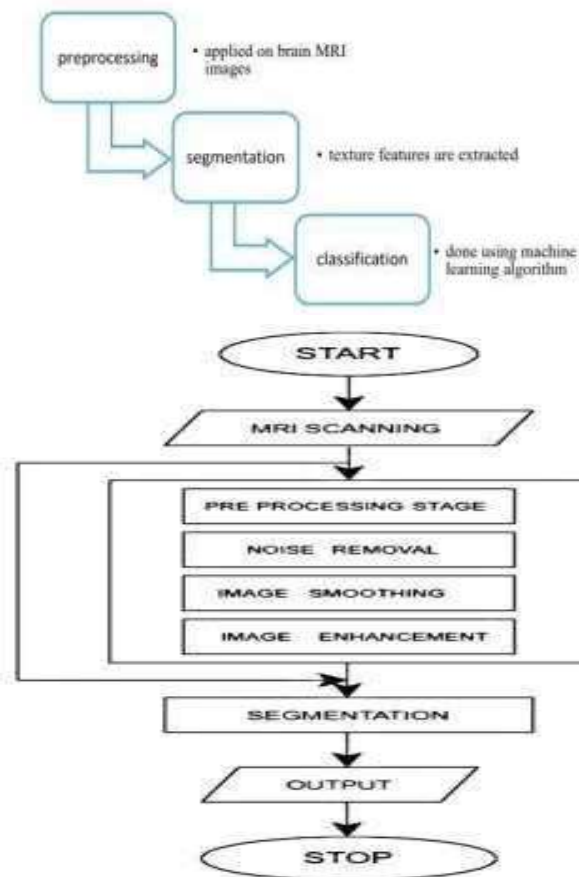 preprocessing
• applied on brain MRI
images
segmentation
• texture features are extracted
classification
• done using machine
learning algorithm
START
MRI SCANNING
PRE PROCESSING STAGE
NOISE REMOVAL
IMAGE SMOOTHING
IMAGE ENHANCEMENT
SEGMENTATION
OUTPUT
STOP